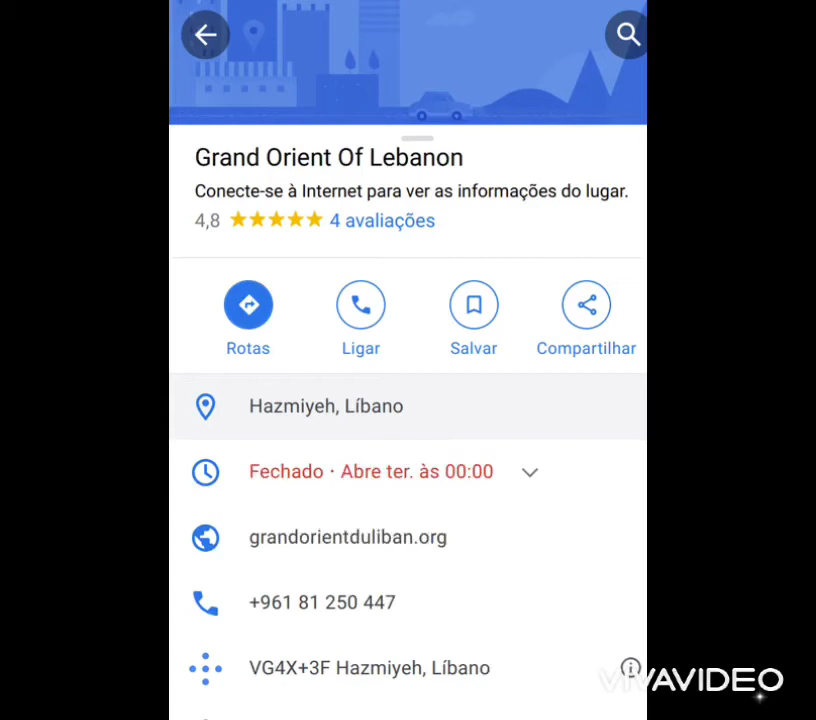 Grand Orient Of Lebanon
Conecte-se à Internet para ver as informações do lugar.
4,8 4 avaliações
Rotas Ligar Salvar Compartilhar
Hazmiyeh, Líbano
Fechado · Abre ter. às 00:00
grandorientduliban.org
+961 81 250 447
VG4X+3F Hazmiyeh, Líbano
VIVAVIDEO